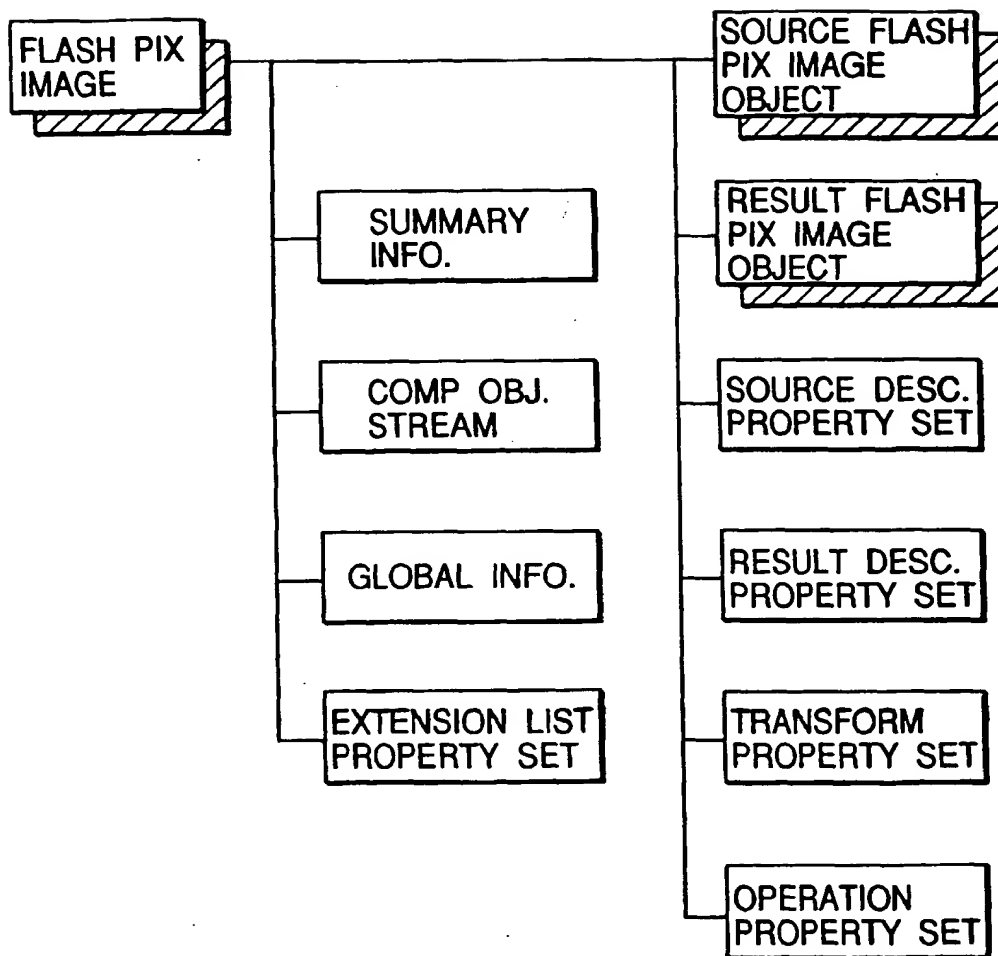 FLASH PIX
IMAGE
SUMMARY
INFO.
COMP OBJ.
STREAM
GLOBAL INFO.
EXTENSION LIST
PROPERTY SET
SOURCE FLASH
PIX IMAGE
OBJECT
RESULT FLASH
PIX IMAGE
OBJECT
SOURCE DESC.
PROPERTY SET
RESULT DESC.
PROPERTY SET
TRANSFORM
PROPERTY SET
OPERATION
PROPERTY SET